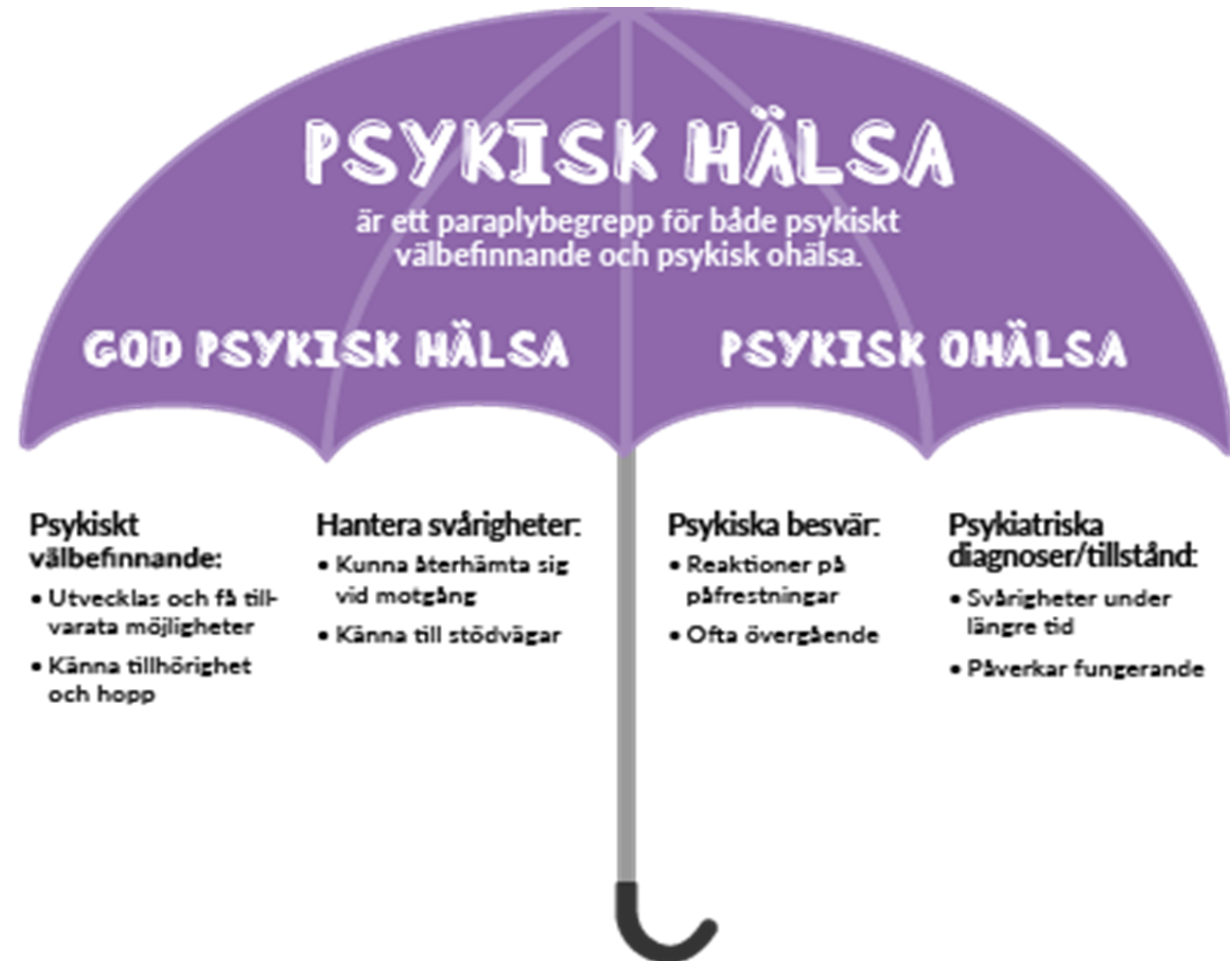 PSYKISK HÄLSA
är ett paraplybegrepp för både psykiskt
välbefinnande och psykisk ohälsa.
GOD PSYKISK HÄLSA
PSYKISK OHÄLSA
Psykiskt
välbefinnande:
• Utvecklas och få till-
varata möjligheter
• Känna tillhörighet
och hopp
Hantera svårigheter:
• Kunna återhämta sig
vid motgång
• Känna till stödvägar
Psykiska besvär:
• Reaktioner på
påfrestningar
• Ofta övergående
Psykiatriska
diagnoser/tillstånd:
• Svårigheter under
längre tid
• Påverkar fungerande